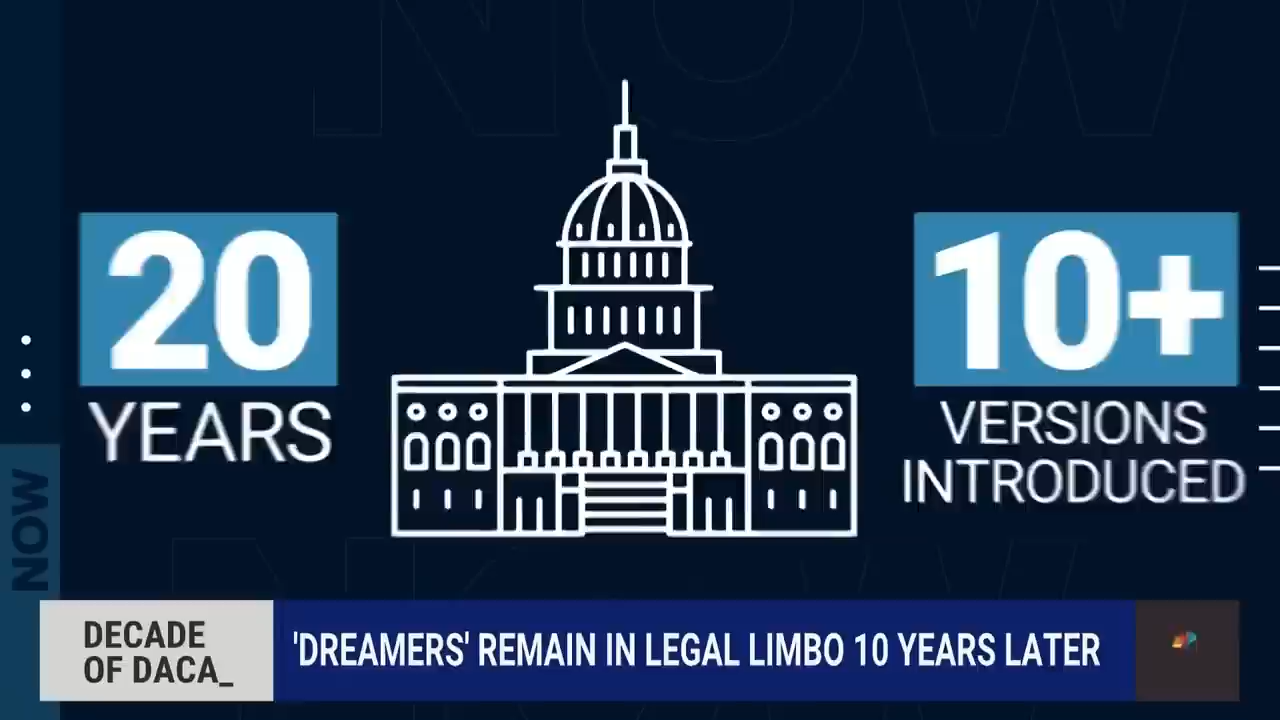 20
YEARS
10+
VERSIONS
INTRODUCED
NOW
DECADE
OF DACA_
'DREAMERS' REMAIN IN LEGAL LIMBO 10 YEARS LATER